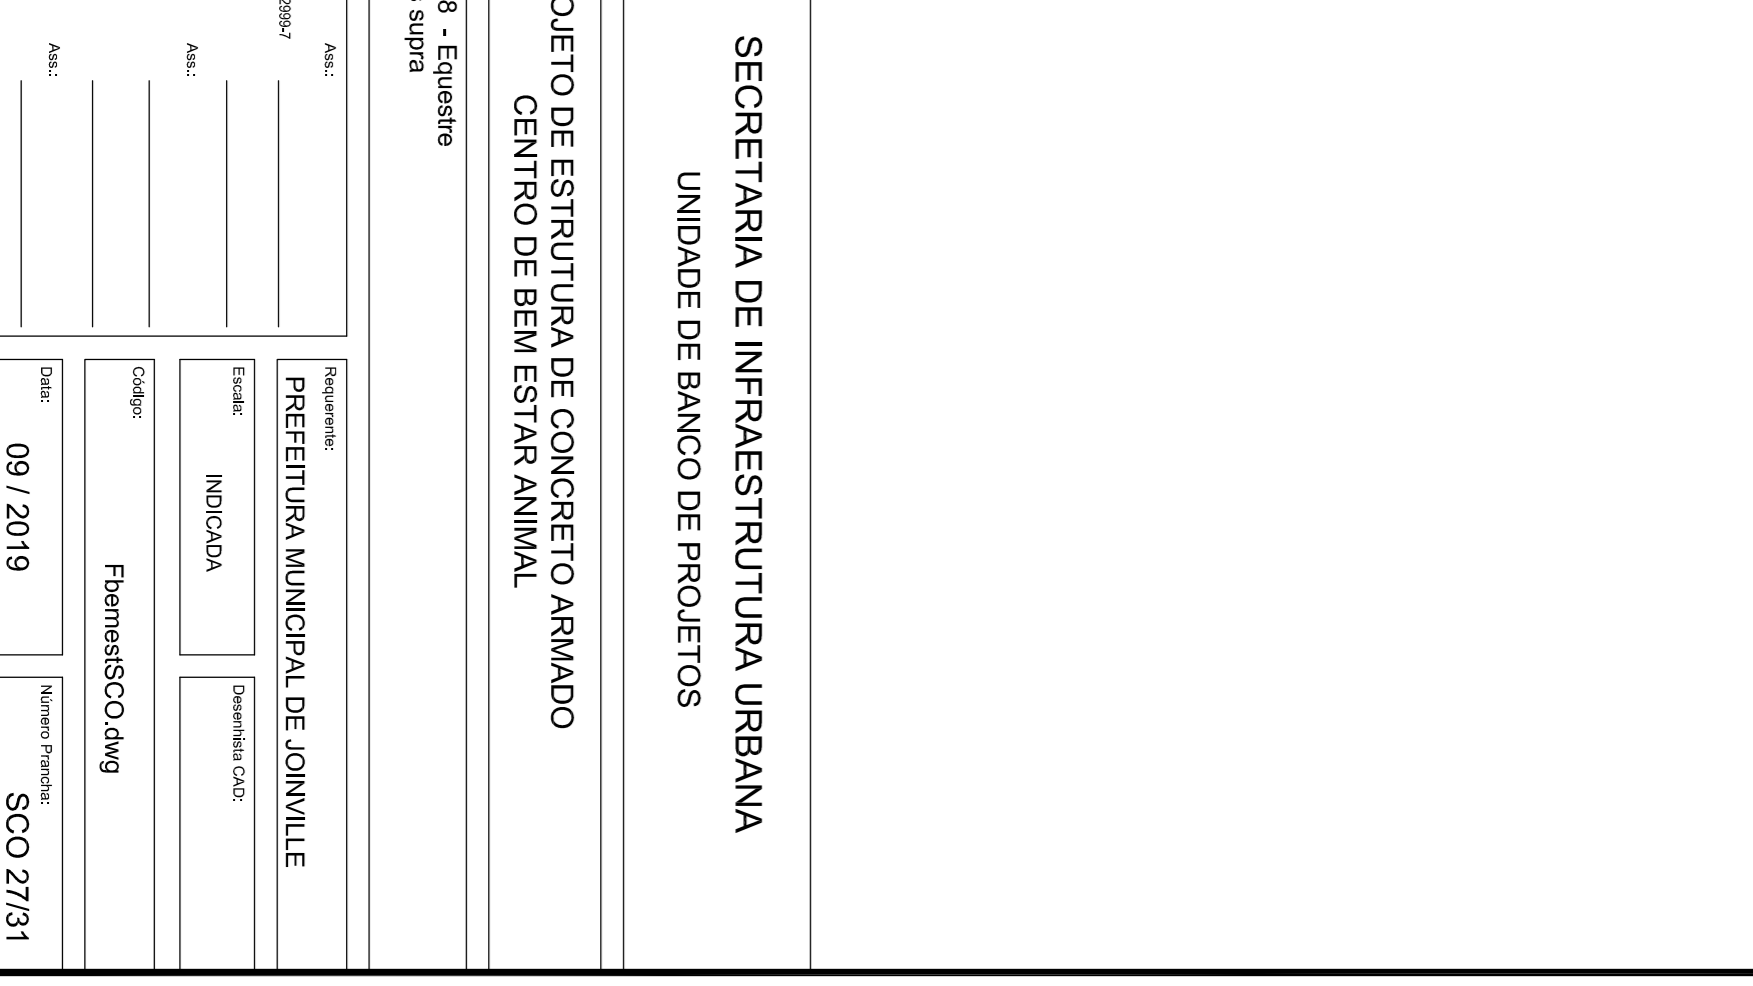 SECRETARIA DE INFRAESTRUTURA URBANA
UNIDADE DE BANCO DE PROJETOS
OJETO DE ESTRUTURA DE CONCRETO ARMADO
CENTRO DE BEM ESTAR ANIMAL
8 - Equestre
s supra
2999-7
Ass.:
Ass.:
Ass.:
Requerente:
PREFEITURA MUNICIPAL DE JOINVILLE
Escala:
INDICADA
Desenhista CAD:
Código:
FbemestSCO.dwg
Data:
09 / 2019
Número Prancha:
SCO 27/31